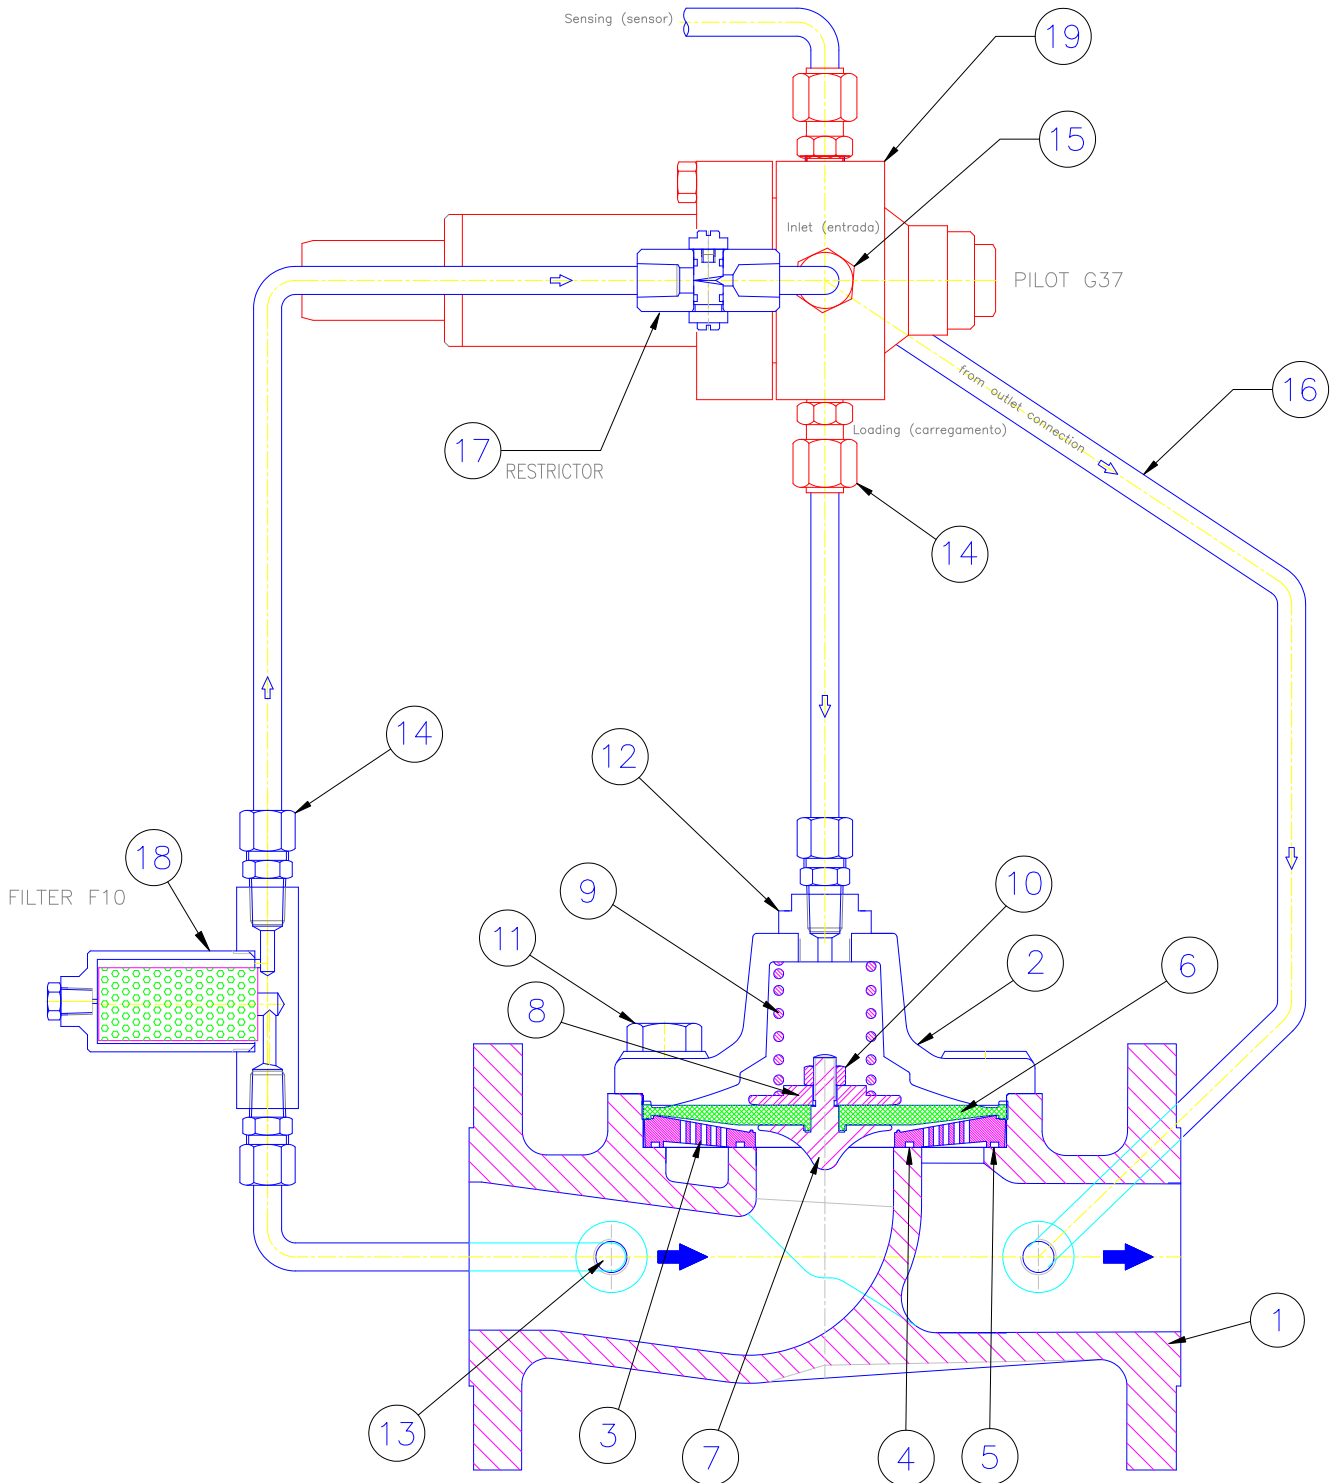 Sensing (sensor)
19
15
Inlet (entrada)
PILOT G37
from outlet connection
16
17
RESTRICTOR
Loading (carregamento)
14
14
12
18
FILTER F10
9
10
11
2
6
8
1
13
3
7
4
5